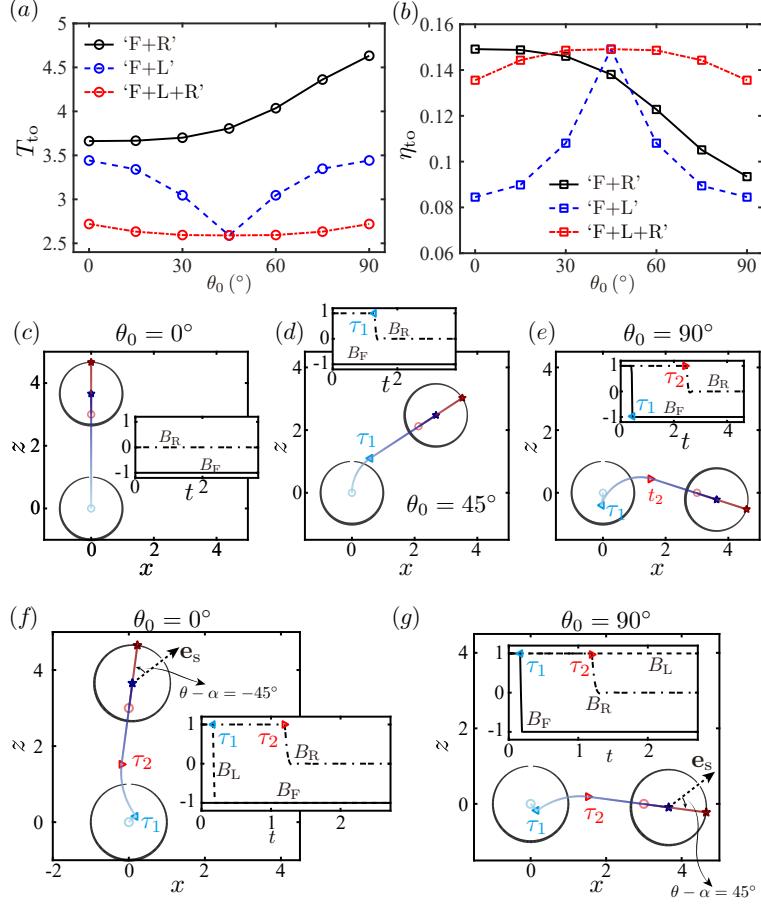 (a)
5
4.5
4
3.5
3
2.5
T_to
0 30 60 90
θ₀ (°)
'F+R'
'F+L'
'F+L+R'
(b)
0.16
0.14
0.12
0.1
0.08
0.06
η_to
0 30 60 90
θ₀ (°)
'F+R'
'F+L'
'F+L+R'
(c)
θ₀ = 0°
4
2
0
z
0 2 4
x
1
0
-1
B_R
B_F
0 2
t
(d)
1
0
-1
τ₁
B_R
B_F
0 2
t
4
2
0
τ₁
θ₀ = 45°
0 2 4
x
(e)
θ₀ = 90°
1
0
-1
τ₂
B_R
τ₁
B_F
0 2 4
t
4
2
0
τ₁
t₂
0 2 4
x
(f)
θ₀ = 0°
6
4
2
0
z
e_s
θ − α = −45°
τ₂
τ₁
-2 0 2 4
x
1
0
-1
τ₁
τ₂
B_L
B_R
B_F
0 1 2
t
(g)
θ₀ = 90°
1
0
-1
τ₁
τ₂
B_L
B_R
B_F
0 1 2
t
4
2
0
z
e_s
τ₁
τ₂
θ − α = 45°
0 2 4
x